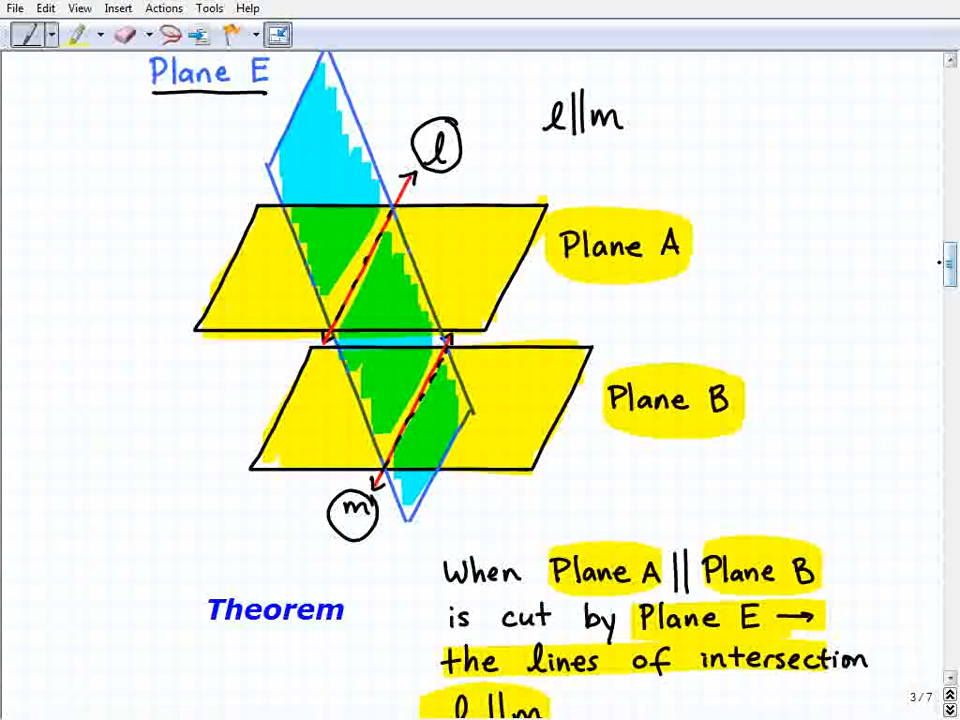 File Edit View Insert Actions Tools Help
Plane E
l||m
l
Plane A
Plane B
m
Theorem
When Plane A || Plane B
is cut by Plane E →
the lines of intersection
l ||m
3 / 7